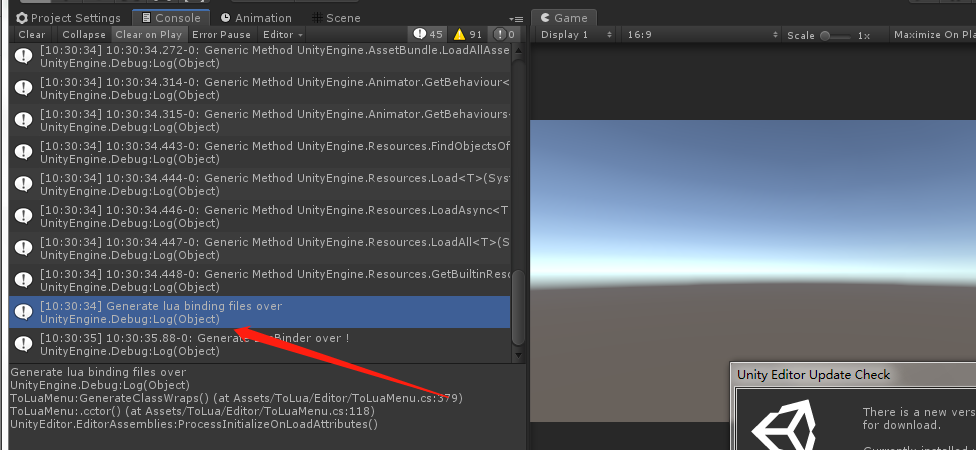 Project Settings Console Animation Scene
Clear Collapse Clear on Play Error Pause Editor 45 91 0
[10:30:34] 10:30:34.272-0: Generic Method UnityEngine.AssetBundle.LoadAllAsse
UnityEngine.Debug:Log(Object)
[10:30:34] 10:30:34.314-0: Generic Method UnityEngine.Animator.GetBehaviour<
UnityEngine.Debug:Log(Object)
[10:30:34] 10:30:34.315-0: Generic Method UnityEngine.Animator.GetBehaviours
UnityEngine.Debug:Log(Object)
[10:30:34] 10:30:34.443-0: Generic Method UnityEngine.Resources.FindObjectsOf
UnityEngine.Debug:Log(Object)
[10:30:34] 10:30:34.444-0: Generic Method UnityEngine.Resources.Load<T>(Sys
UnityEngine.Debug:Log(Object)
[10:30:34] 10:30:34.446-0: Generic Method UnityEngine.Resources.LoadAsync<T
UnityEngine.Debug:Log(Object)
[10:30:34] 10:30:34.447-0: Generic Method UnityEngine.Resources.LoadAll<T>(S
UnityEngine.Debug:Log(Object)
[10:30:34] 10:30:34.448-0: Generic Method UnityEngine.Resources.GetBuiltinRes
UnityEngine.Debug:Log(Object)
[10:30:34] Generate lua binding files over
UnityEngine.Debug:Log(Object)
[10:30:35] 10:30:35.88-0: Generate over !
UnityEngine.Debug:Log(Object)
Generate lua binding files over
UnityEngine.Debug:Log(Object)
ToLuaMenu:GenerateClassWraps() (at Assets/ToLua/Editor/ToLuaMenu.cs:379)
ToLuaMenu:.cctor() (at Assets/ToLua/Editor/ToLuaMenu.cs:118)
UnityEditor.EditorAssemblies:ProcessInitializeOnLoadAttributes()
Game
Display 1 16:9 Scale 1x Maximize On Pla
Unity Editor Update Check
There is a new vers
for download.